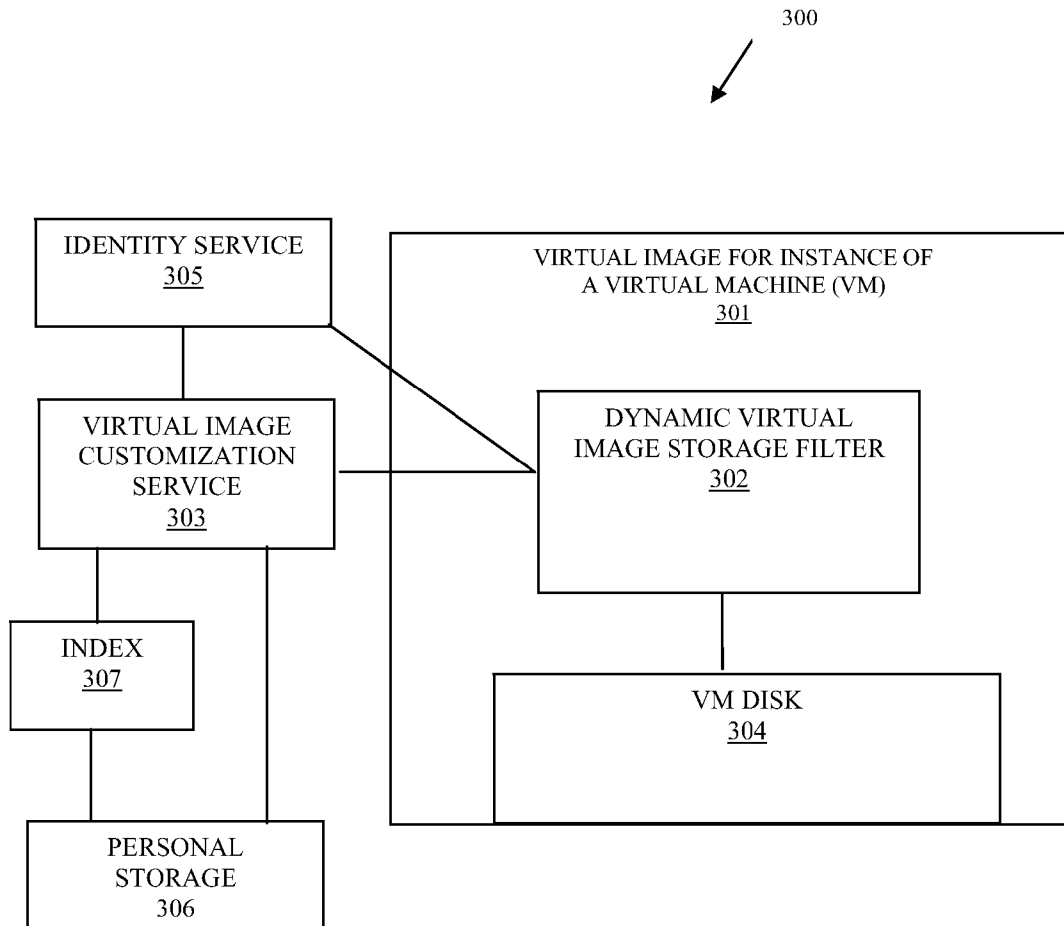 300
IDENTITY SERVICE
305
VIRTUAL IMAGE FOR INSTANCE OF
A VIRTUAL MACHINE (VM)
301
VIRTUAL IMAGE
CUSTOMIZATION
SERVICE
303
DYNAMIC VIRTUAL
IMAGE STORAGE FILTER
302
INDEX
307
VM DISK
304
PERSONAL
STORAGE
306